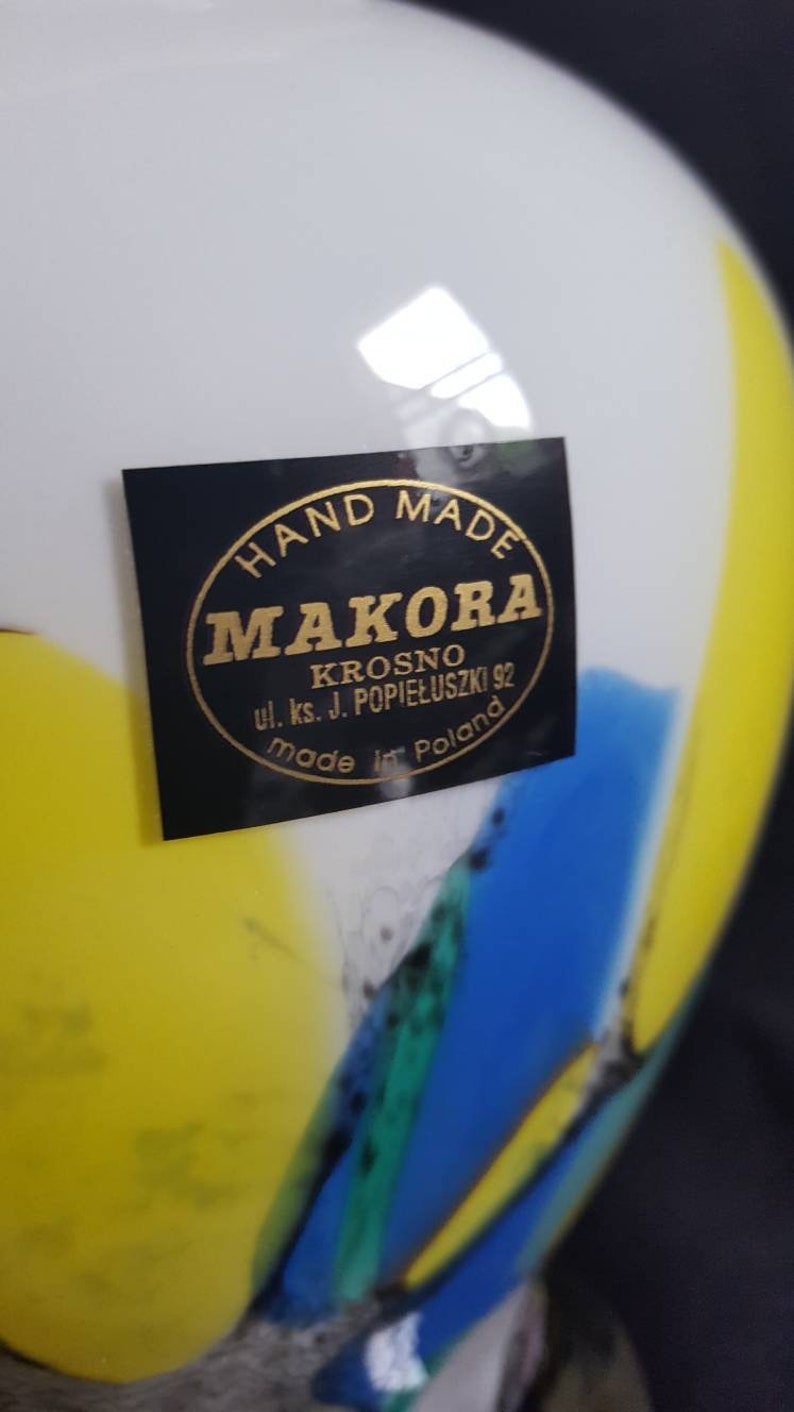 HAND MADE
MAKORA
KROSNO
ul. ks. J. POPIEŁUSZKI 92
made in Poland